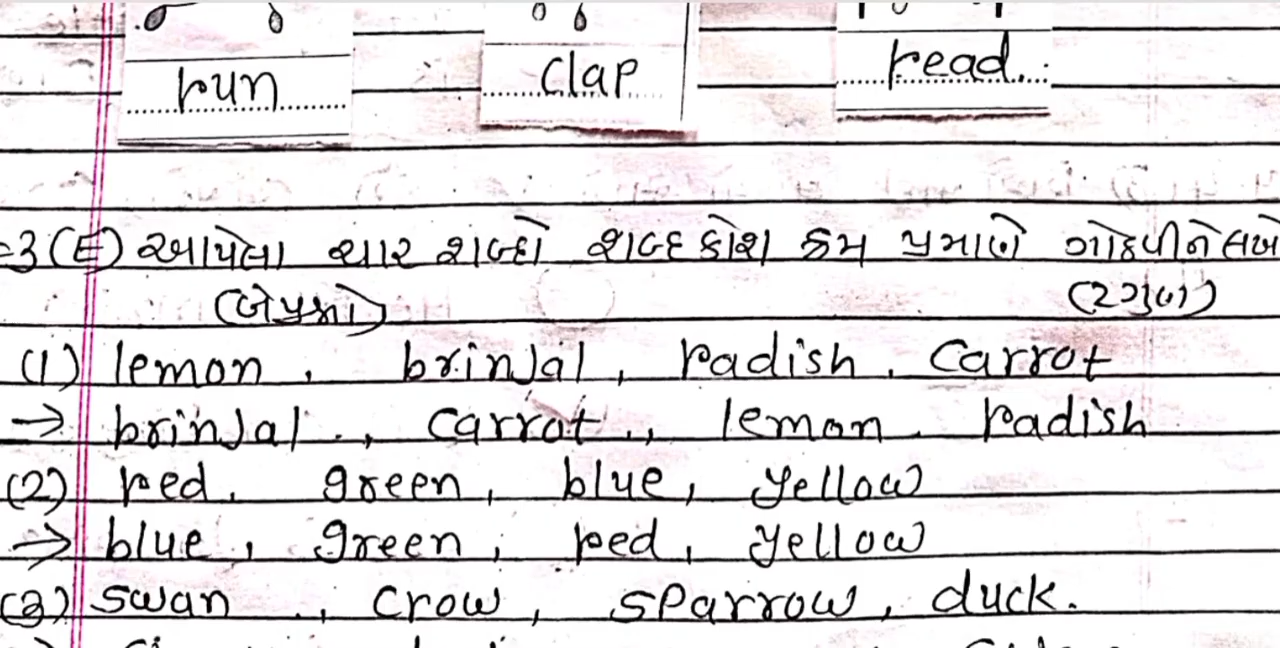 run clap read
-3 (E) આપેલા ચાર શબ્દો શબ્દકોશ ક્રમ પ્રમાણે ગોઠવીને લખો
(બે પ્રશ્નો) (2 ગુણ)
(1) lemon, brinjal, radish, carrot
→ brinjal, carrot, lemon, radish
(2) red, green, blue, yellow
→ blue, green, red, yellow
(3) swan, crow, sparrow, duck.